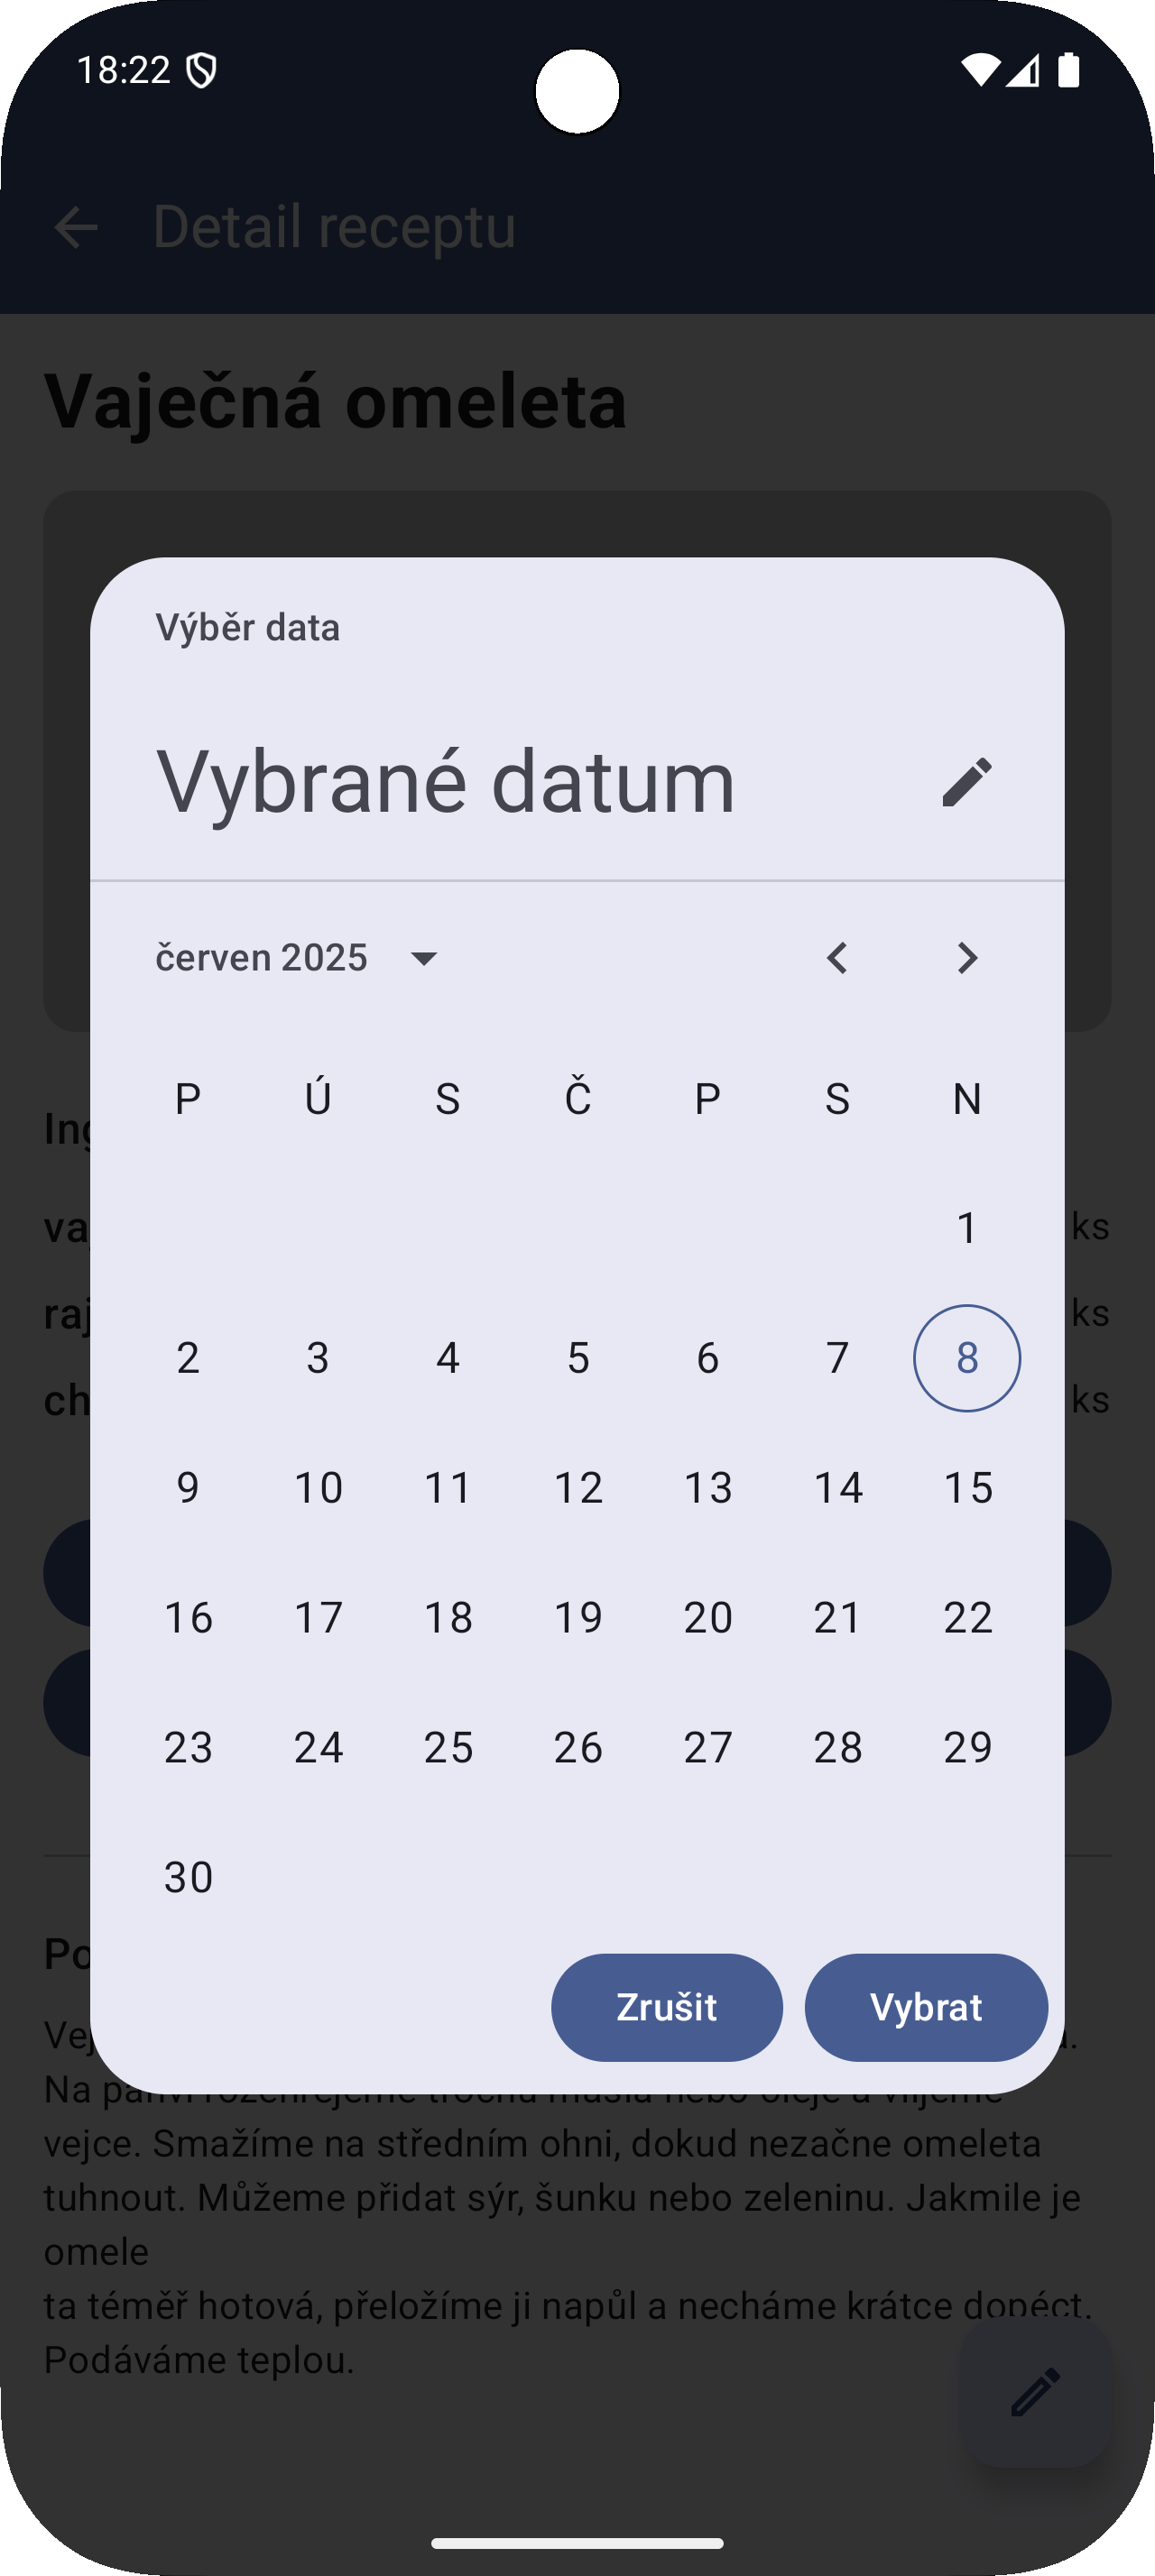 18:22
Detail receptu
Vaječná omeleta
Výběr data
Vybrané datum
červen 2025
P Ú S Č P S N
1
2 3 4 5 6 7 8
9 10 11 12 13 14 15
16 17 18 19 20 21 22
23 24 25 26 27 28 29
30
ks
ks
ks
Zrušit Vybrat
vejce. Smažíme na středním ohni, dokud nezačne omeleta
tuhnout. Můžeme přidat sýr, šunku nebo zeleninu. Jakmile je
omele
ta téměř hotová, přeložíme ji napůl a necháme krátce dopéct.
Podáváme teplou.